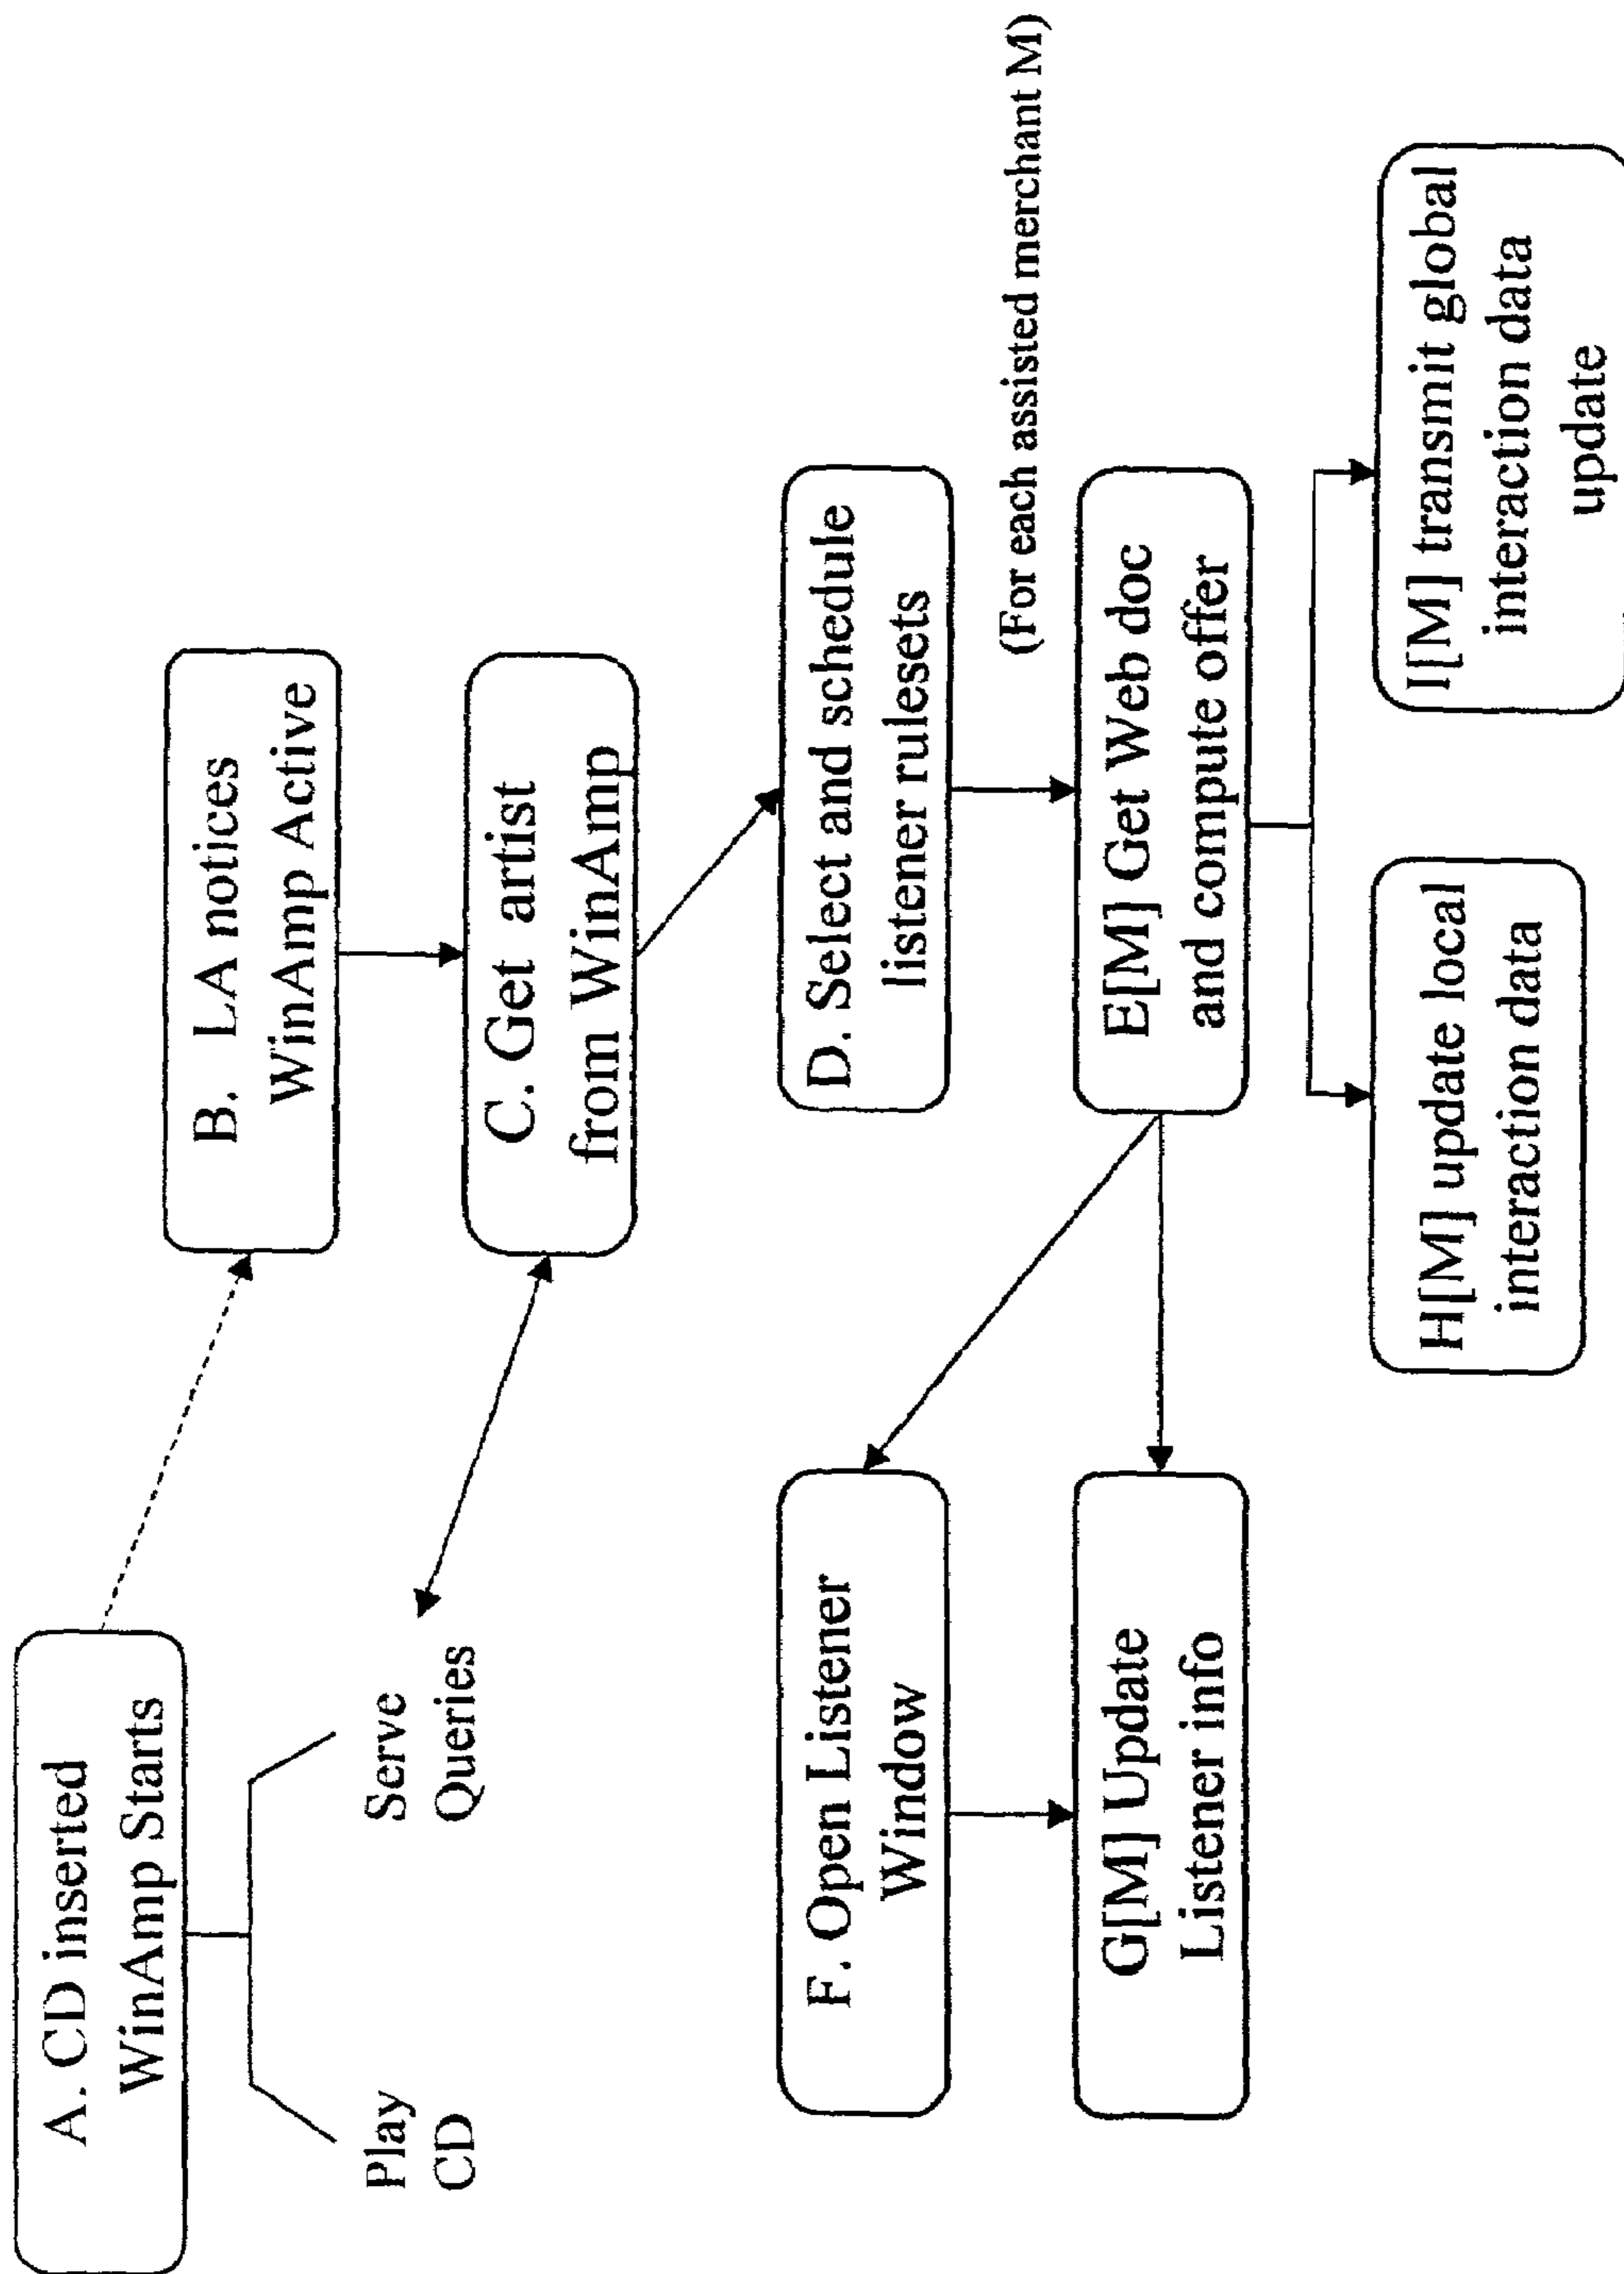 A. CD inserted
WinAmp Starts
Play
CD
Serve
Queries
B. LA notices
WinAmp Active
C. Get artist
from WinAmp
D. Select and schedule
listener rulesets
(For each assisted merchant M)
E[M] Get Web doc
and compute offer
F. Open Listener
Window
G[M] Update
Listener info
H[M] update local
interaction data
I[M] transmit global
interaction data
update